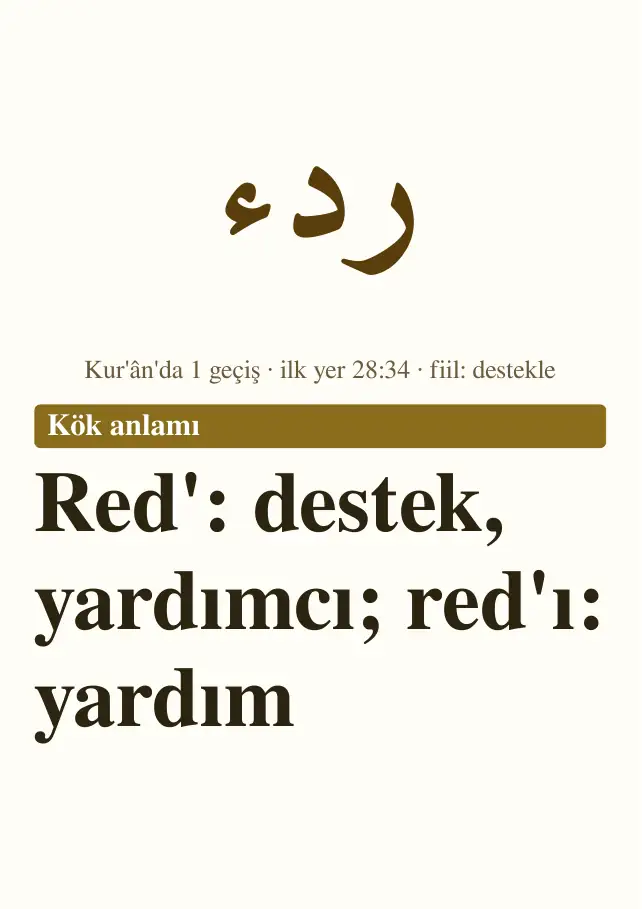 ردء
Kur'ân'da 1 geçiş · ilk yer 28:34 · fiil: destekle
Kök anlamı
Red': destek,
yardımcı; red'ı:
yardım